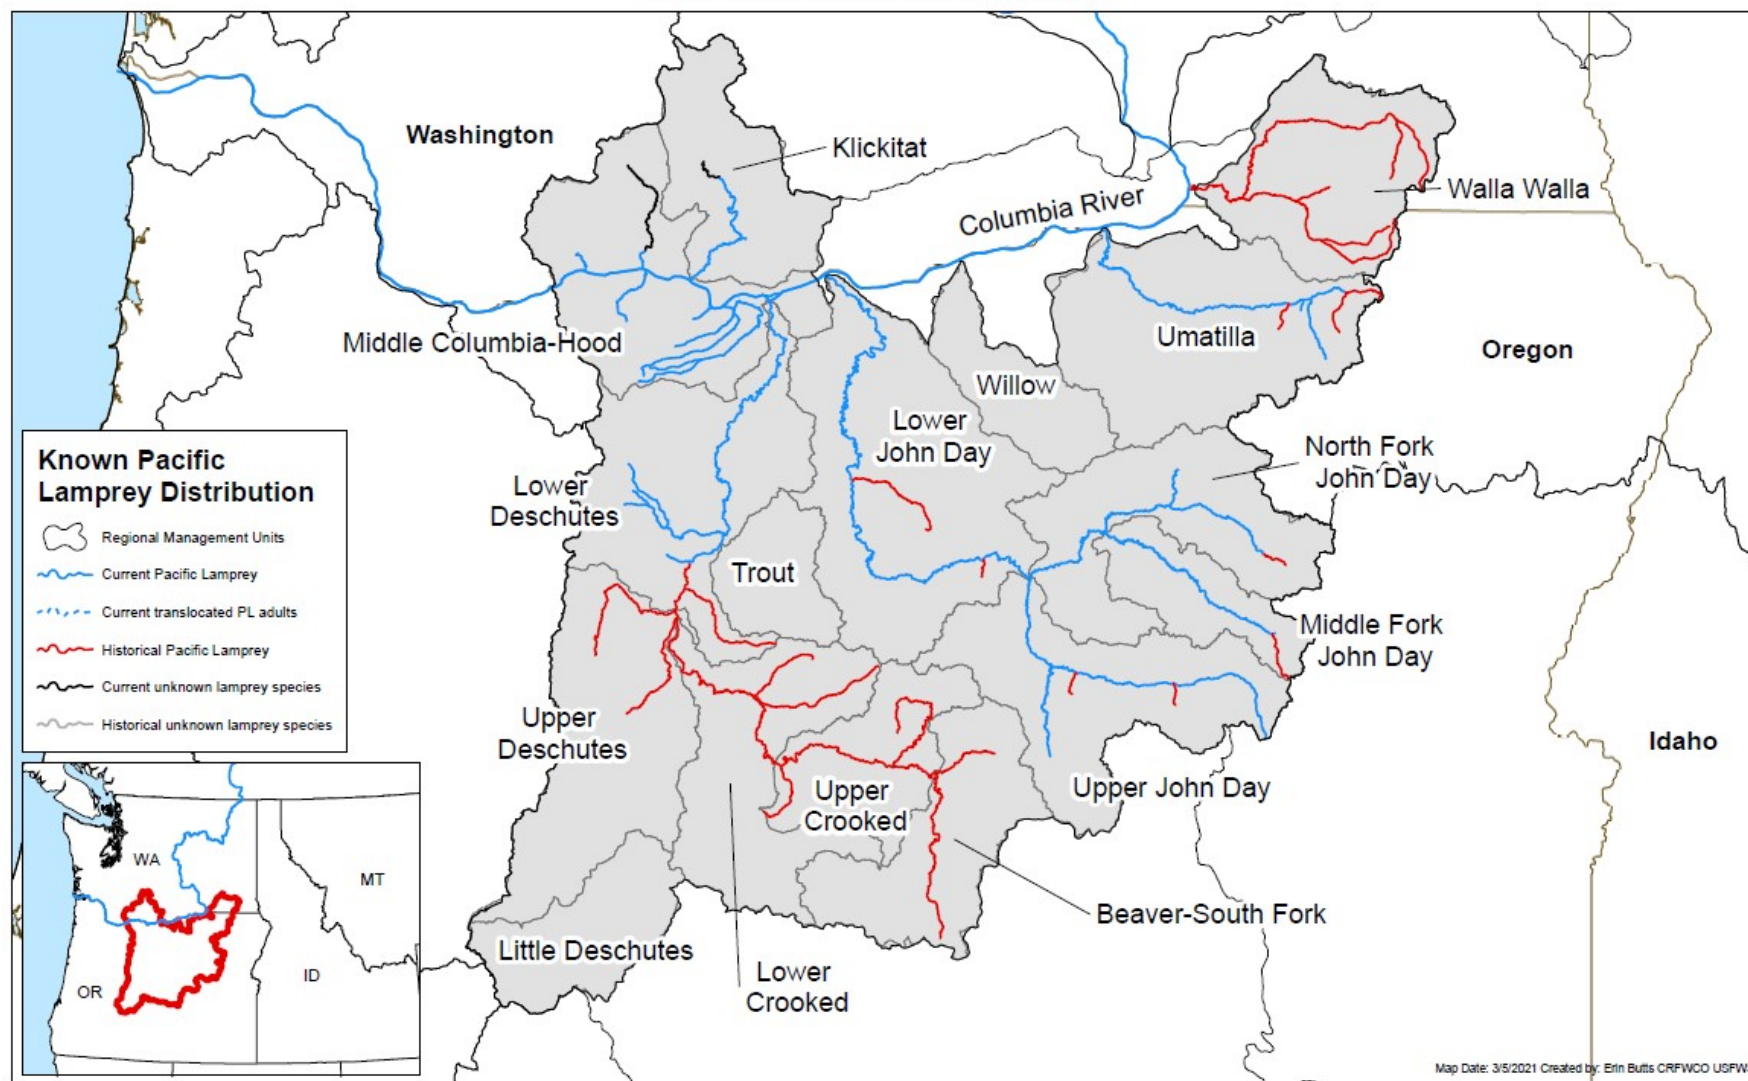 Washington
Klickitat
Columbia River
Walla Walla
Middle Columbia-Hood
Umatilla
Oregon
Willow
Lower
John Day
North Fork
John Day
Lower
Deschutes
Trout
Middle Fork
John Day
Upper
Deschutes
Upper
Crooked
Upper John Day
Idaho
Beaver-South Fork
Little Deschutes
Lower
Crooked
Known Pacific
Lamprey Distribution
Regional Management Units
Current Pacific Lamprey
Current translocated PL adults
Historical Pacific Lamprey
Current unknown lamprey species
Historical unknown lamprey species
WA
MT
OR
ID
Map Date: 3/5/2021 Created by: Erin Butts CRFWCO USFW